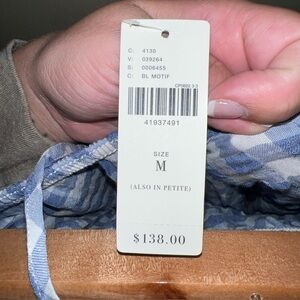 C: 4130
V: 039264
S: 0006455
C: BL MOTIF
41937491
SIZE
M
(ALSO IN PETITE)
$138.00